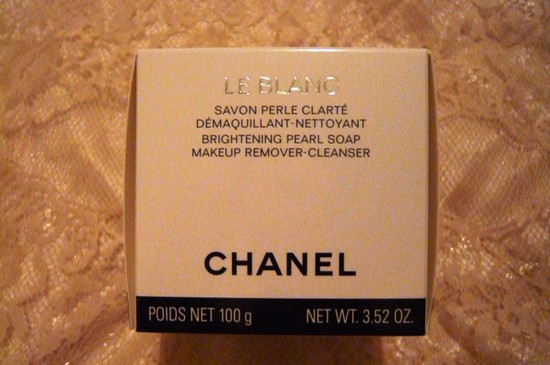 LE BLANC
SAVON PERLE CLARTÉ
DÉMAQUILLANT-NETTOYANT
BRIGHTENING PEARL SOAP
MAKEUP REMOVER-CLEANSER
CHANEL
POIDS NET 100 g NET WT. 3.52 OZ.